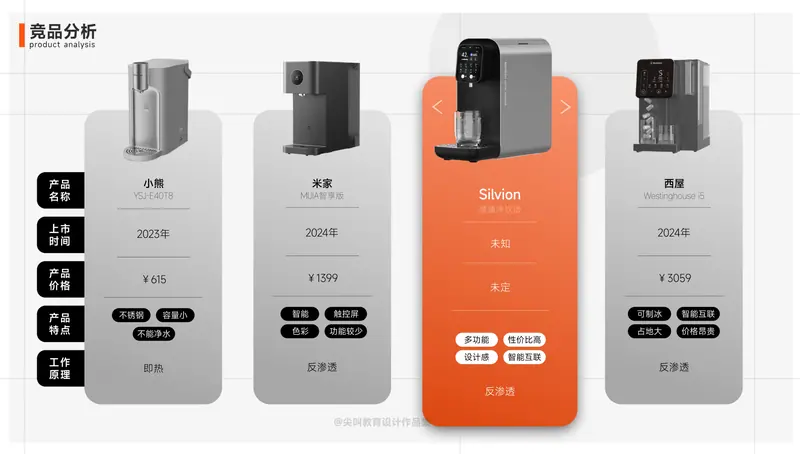 竞品分析
product analysis
产品
名称
上市
时间
产品
价格
产品
特点
工作
原理
小熊
YSJ-E40T8
2023年
￥615
不锈钢
容量小
不能净水
即热
米家
MIJIA智享版
2024年
￥1399
智能
触控屏
色彩
功能较少
反渗透
Silvion
未知
未定
多功能
性价比高
设计感
智能互联
反渗透
西屋
Westinghouse i5
2024年
￥3059
可制冰
智能互联
占地大
价格昂贵
反渗透
@尖叫教育设计作品集